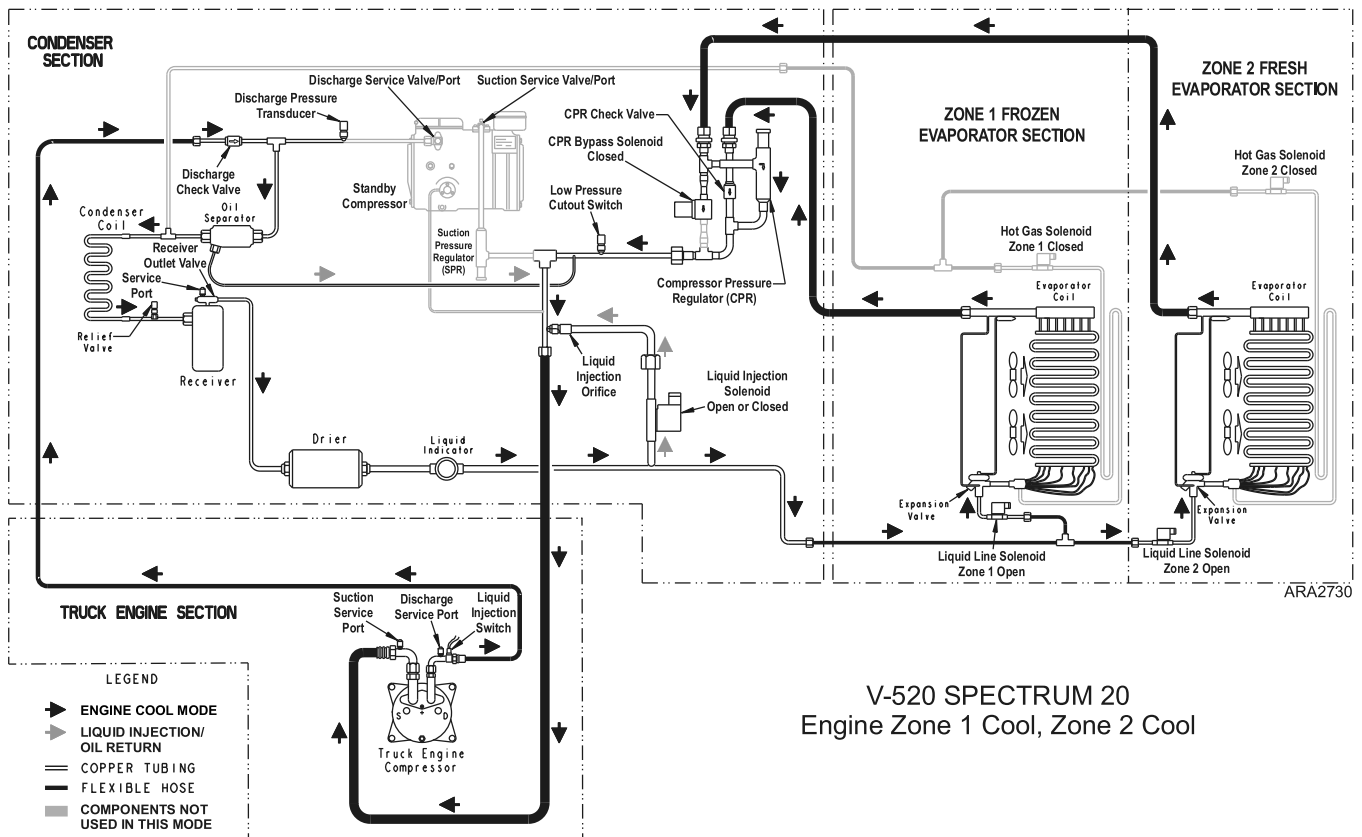 CONDENSER
SECTION
Discharge Service Valve/Port
Suction Service Valve/Port
Discharge Pressure
Transducer
CPR Check Valve
CPR Bypass Solenoid
Closed
Low Pressure
Cutout Switch
Discharge
Check Valve
Standby
Compressor
Condenser
Coil
Oil
Separator
Receiver
Outlet Valve
Service
Port
Suction
Pressure
Regulator
(SPR)
Compressor Pressure
Regulator (CPR)
Relief
Valve
Receiver
Liquid
Injection
Orifice
Liquid Injection
Solenoid
Open or Closed
Drier
Liquid
Indicator
ZONE 1 FROZEN
EVAPORATOR SECTION
ZONE 2 FRESH
EVAPORATOR SECTION
Hot Gas Solenoid
Zone 2 Closed
Hot Gas Solenoid
Zone 1 Closed
Evaporator
Coil
Evaporator
Coil
Expansion
Valve
Expansion
Valve
Liquid Line Solenoid
Zone 1 Open
Liquid Line Solenoid
Zone 2 Open
ARA2730
TRUCK ENGINE SECTION
Suction
Service
Port
Discharge
Service Port
Liquid
Injection
Switch
S
D
Truck Engine
Compressor
LEGEND
ENGINE COOL MODE
LIQUID INJECTION/
OIL RETURN
COPPER TUBING
FLEXIBLE HOSE
COMPONENTS NOT
USED IN THIS MODE
V-520 SPECTRUM 20
Engine Zone 1 Cool, Zone 2 Cool